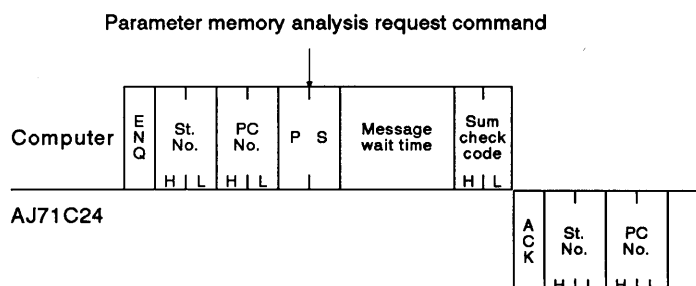 Parameter memory analysis request command
Computer
E N Q
St. No.
H L
PC No.
H L
P S
Message wait time
Sum check code
H L
AJ71C24
A C K
St. No.
H L
PC No.
H L